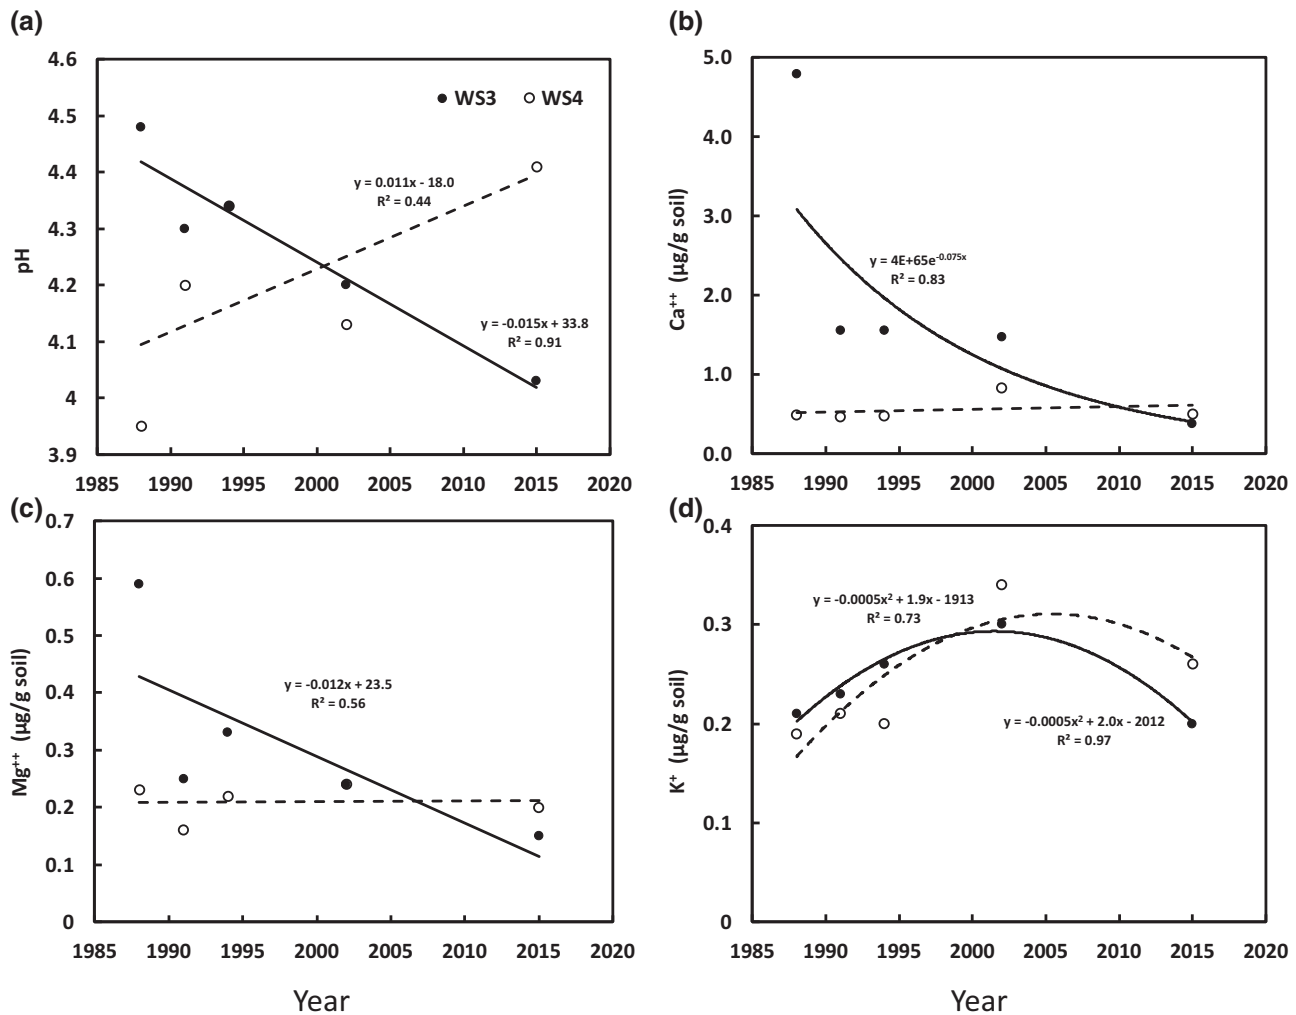 (a)
4.6
4.5
4.4
4.3
4.2
4.1
4
3.9
pH
WS3 WS4
y = 0.011x - 18.0
R² = 0.44
y = -0.015x + 33.8
R² = 0.91
1985 1990 1995 2000 2005 2010 2015 2020
(b)
5.0
4.0
3.0
2.0
1.0
0.0
Ca⁺⁺ (µg/g soil)
y = 4E+65e⁻⁰·⁰⁷⁵ˣ
R² = 0.83
1985 1990 1995 2000 2005 2010 2015 2020
(c)
0.7
0.6
0.5
0.4
0.3
0.2
0.1
0
Mg⁺⁺ (µg/g soil)
y = -0.012x + 23.5
R² = 0.56
1985 1990 1995 2000 2005 2010 2015 2020
Year
(d)
0.4
0.3
0.2
0.1
0
K⁺ (µg/g soil)
y = -0.0005x² + 1.9x - 1913
R² = 0.73
y = -0.0005x² + 2.0x - 2012
R² = 0.97
1985 1990 1995 2000 2005 2010 2015 2020
Year